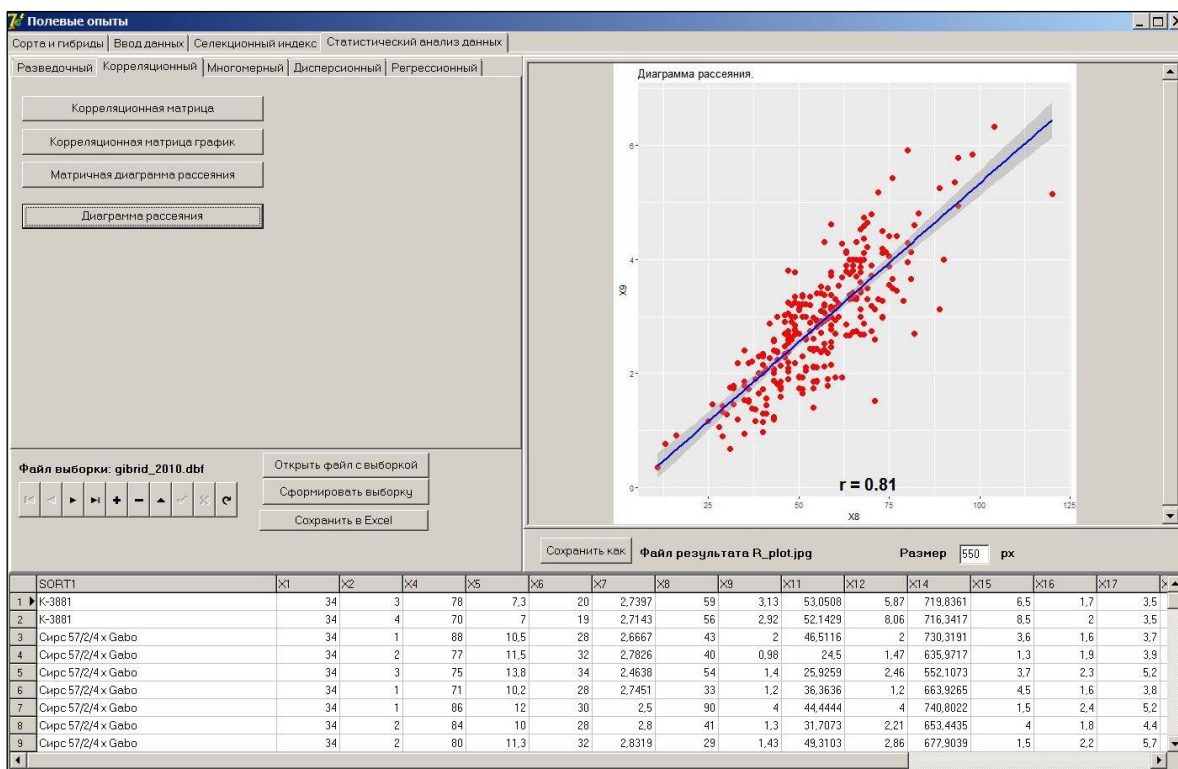 Полевые опыты
Сорта и гибриды Ввод данных Селекционный индекс Статистический анализ данных
Разведочный Корреляционный Многомерный Дисперсионный Регрессионный
Корреляционная матрица
Корреляционная матрица график
Матричная диаграмма рассеяния
Диаграмма рассеяния
Диаграмма рассеяния.
6
4
2
0
X9
r = 0.81
25 50 75 100 125
X8
Файл выборки: gibrid_2010.dbf
Открыть файл с выборкой
Сформировать выборку
Сохранить в Excel
Сохранить как Файл результата R_plot.jpg Размер 550 px
SORT1 X1 X2 X4 X5 X6 X7 X8 X9 X11 X12 X14 X15 X16 X17
1 K-3881 34 3 78 7,3 20 2,7397 59 3,13 53,0508 5,87 719,8361 6,5 1,7 3,5
2 K-3881 34 4 70 7 19 2,7143 56 2,92 52,1429 8,06 716,3417 8,5 2 3,5
3 Сирс 57/2/4 x Gabo 34 1 88 10,5 28 2,6667 43 2 46,5116 2 730,3191 3,6 1,6 3,7
4 Сирс 57/2/4 x Gabo 34 2 77 11,5 32 2,7826 40 0,98 24,5 1,47 635,9717 1,3 1,9 3,9
5 Сирс 57/2/4 x Gabo 34 3 75 13,8 34 2,4638 54 1,4 25,9259 2,46 552,1073 3,7 2,3 5,2
6 Сирс 57/2/4 x Gabo 34 1 71 10,2 28 2,7451 33 1,2 36,3636 1,2 663,9265 4,5 1,6 3,8
7 Сирс 57/2/4 x Gabo 34 1 86 12 30 2,5 90 4 44,4444 4 740,8022 1,5 2,4 5,2
8 Сирс 57/2/4 x Gabo 34 2 84 10 28 2,8 41 1,3 31,7073 2,21 653,4435 4 1,8 4,4
9 Сирс 57/2/4 x Gabo 34 2 80 11,3 32 2,8319 29 1,43 49,3103 2,86 677,9039 1,5 2,2 5,7